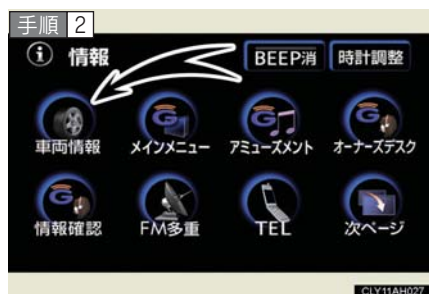 手順 2
情報 BEEP消 時計調整
車両情報 メインメニュー アミューズメント オーナーズデスク
情報確認 FM多重 TEL 次ページ
CLY11AH027